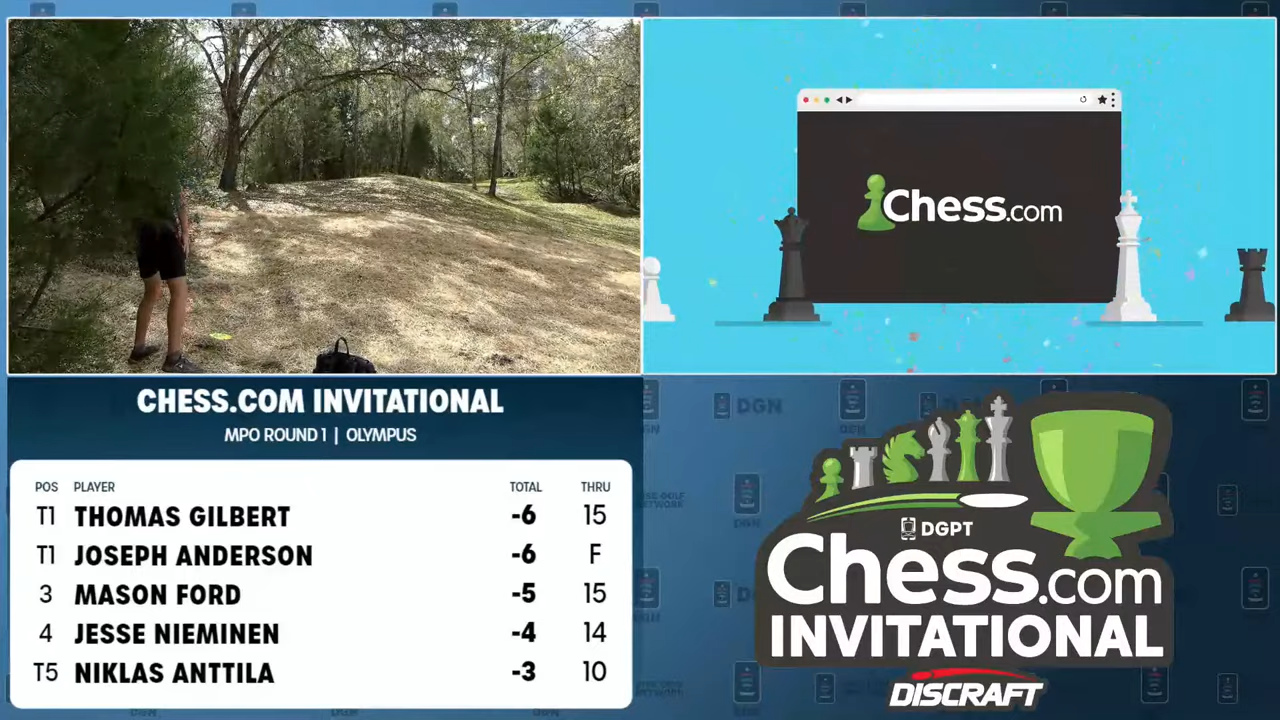 Chess.com
CHESS.COM INVITATIONAL
MPO ROUND 1 | OLYMPUS
POS PLAYER TOTAL THRU
T1 THOMAS GILBERT -6 15
T1 JOSEPH ANDERSON -6 F
3 MASON FORD -5 15
4 JESSE NIEMINEN -4 14
T5 NIKLAS ANTTILA -3 10
DGN
DGPT
Chess.com
INVITATIONAL
DISCRAFT